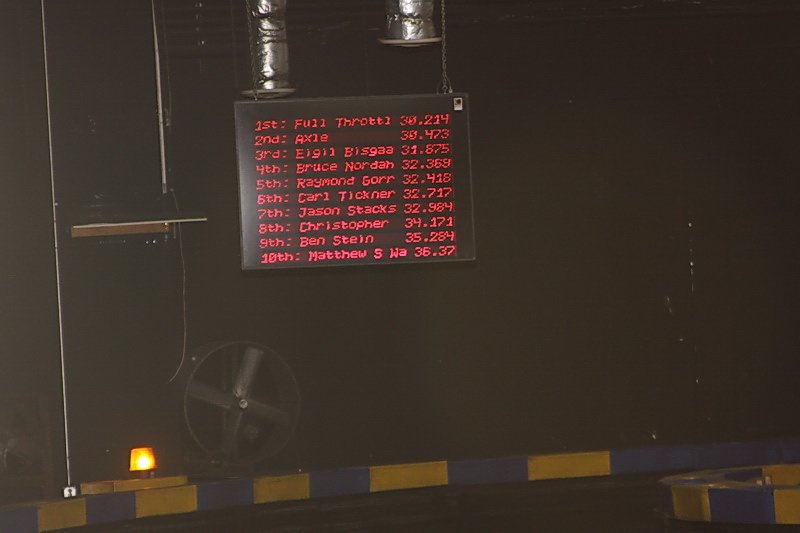 1st: Full Throttl 30.214
2nd: Axle 30.473
3rd: Eigil Bisgaa 31.875
4th: Bruce Nordah 32.369
5th: Raymond Gorr 32.418
6th: Carl Tickner 32.717
7th: Jason Stacks 32.984
8th: Christopher 34.171
9th: Ben Stein 35.284
10th: Matthew S Wa 36.37